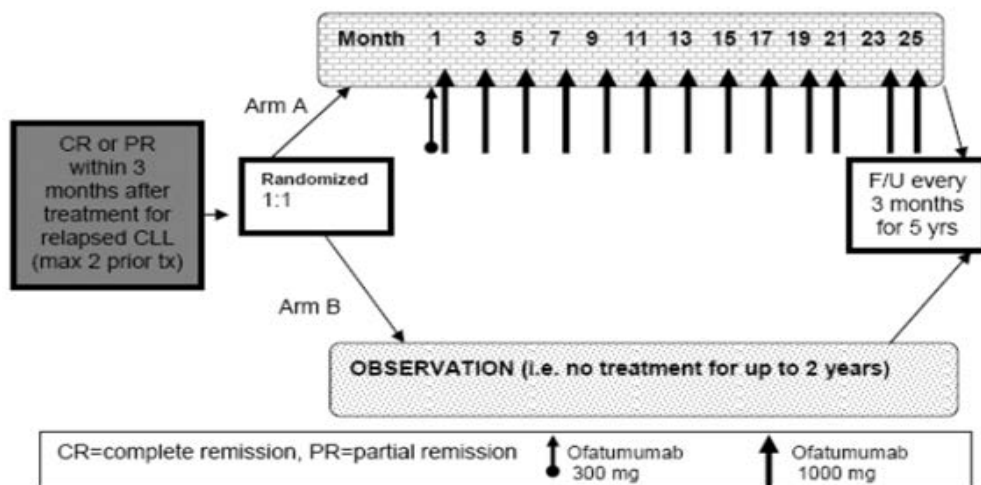 Month 1 3 5 7 9 11 13 15 17 19 21 23 25
Arm A
CR or PR
within 3
months after
treatment for
relapsed CLL
(max 2 prior tx)
Randomized
1:1
F/U every
3 months
for 5 yrs
Arm B
OBSERVATION (i.e. no treatment for up to 2 years)
CR=complete remission, PR=partial remission
Ofatumumab
300 mg
Ofatumumab
1000 mg